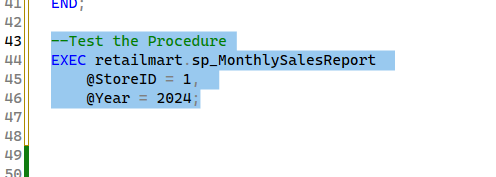 41 END;
42
43 --Test the Procedure
44 EXEC retailmart.sp_MonthlySalesReport
45 @StoreID = 1,
46 @Year = 2024;
47
48
49
50